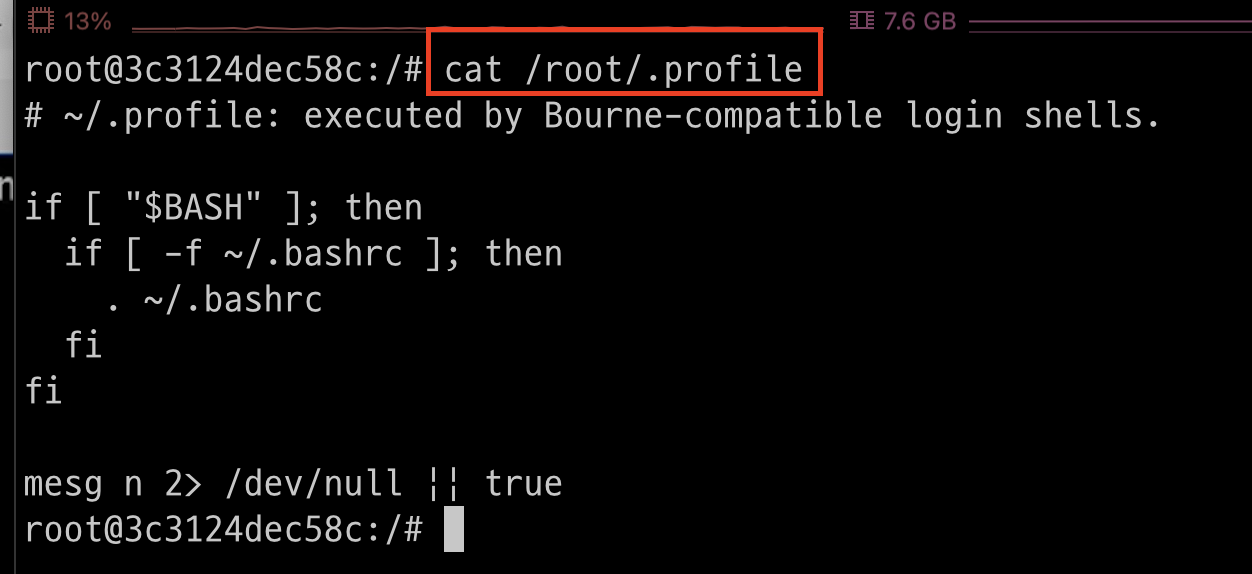 13%
7.6 GB
root@3c3124dec58c:/# cat /root/.profile
# ~/.profile: executed by Bourne-compatible login shells.
if [ "$BASH" ]; then
  if [ -f ~/.bashrc ]; then
    . ~/.bashrc
  fi
fi
mesg n 2> /dev/null || true
root@3c3124dec58c:/#